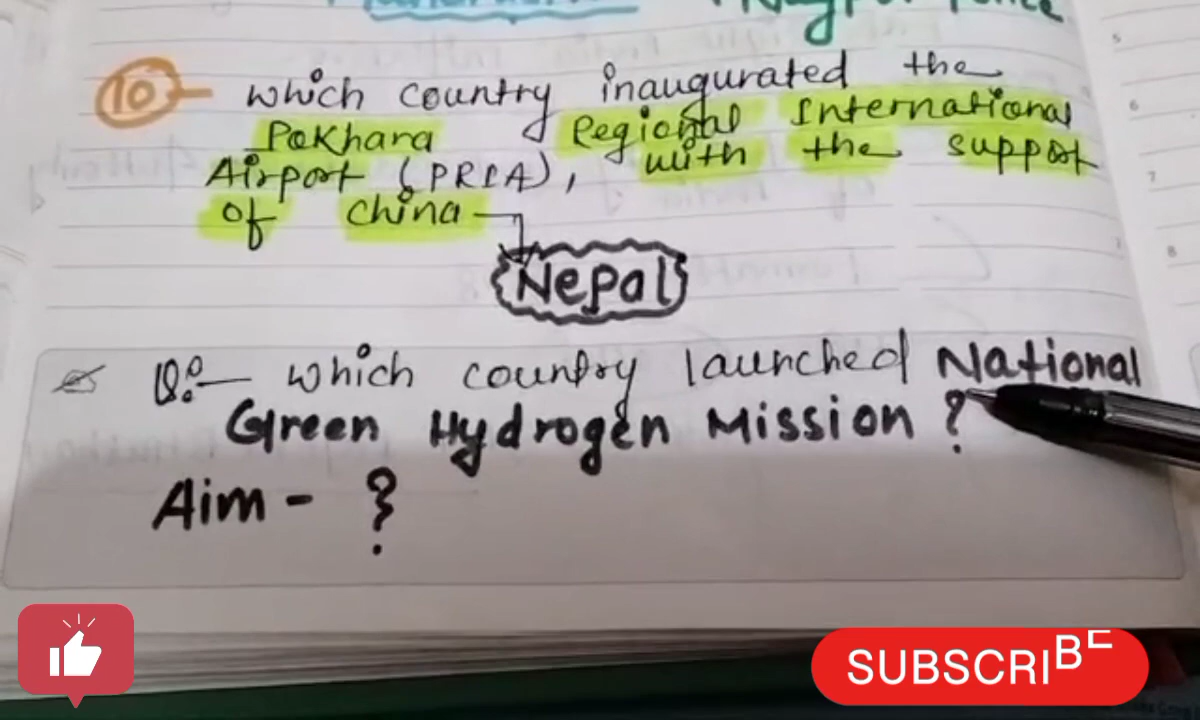 10 - which country inaugurated the
Pokhara Regional International
Airport (PRIA), with the support
of China
Nepal
Q:- which country launched National
Green Hydrogen Mission ?
Aim - ?
SUBSCRIBE